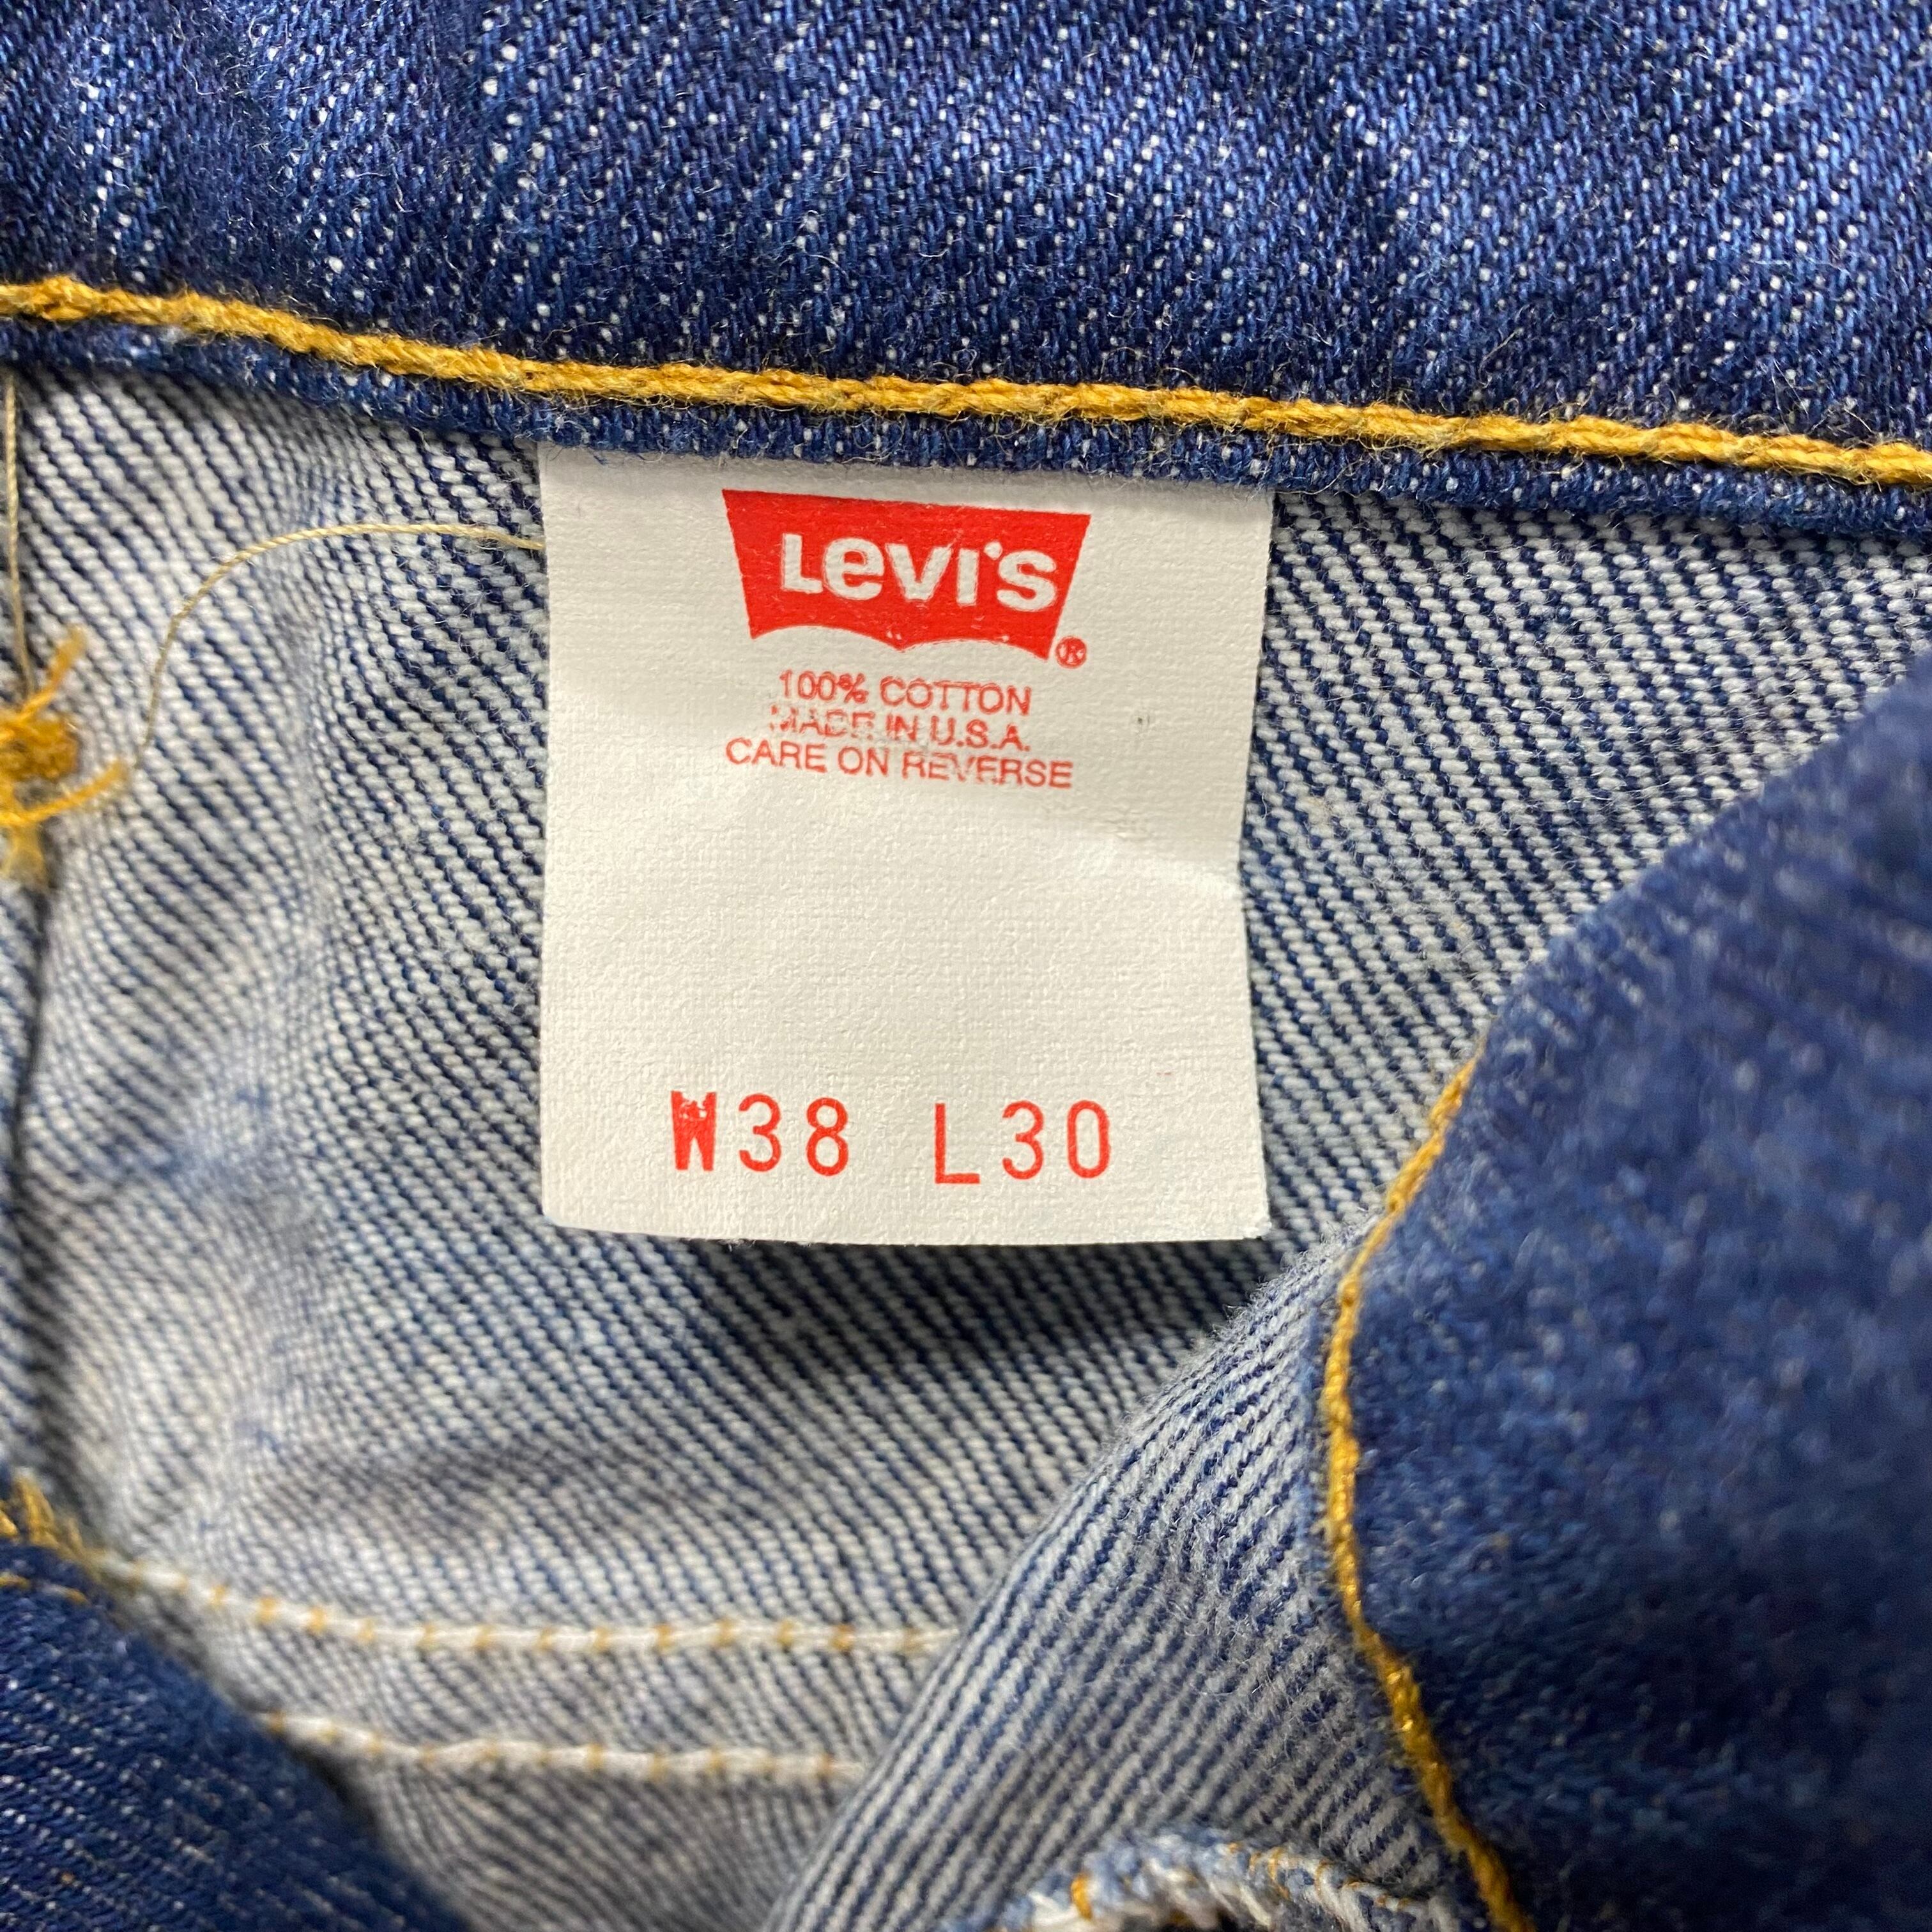 Levi's®
100% COTTON
MADE IN U.S.A.
CARE ON REVERSE
W38 L30